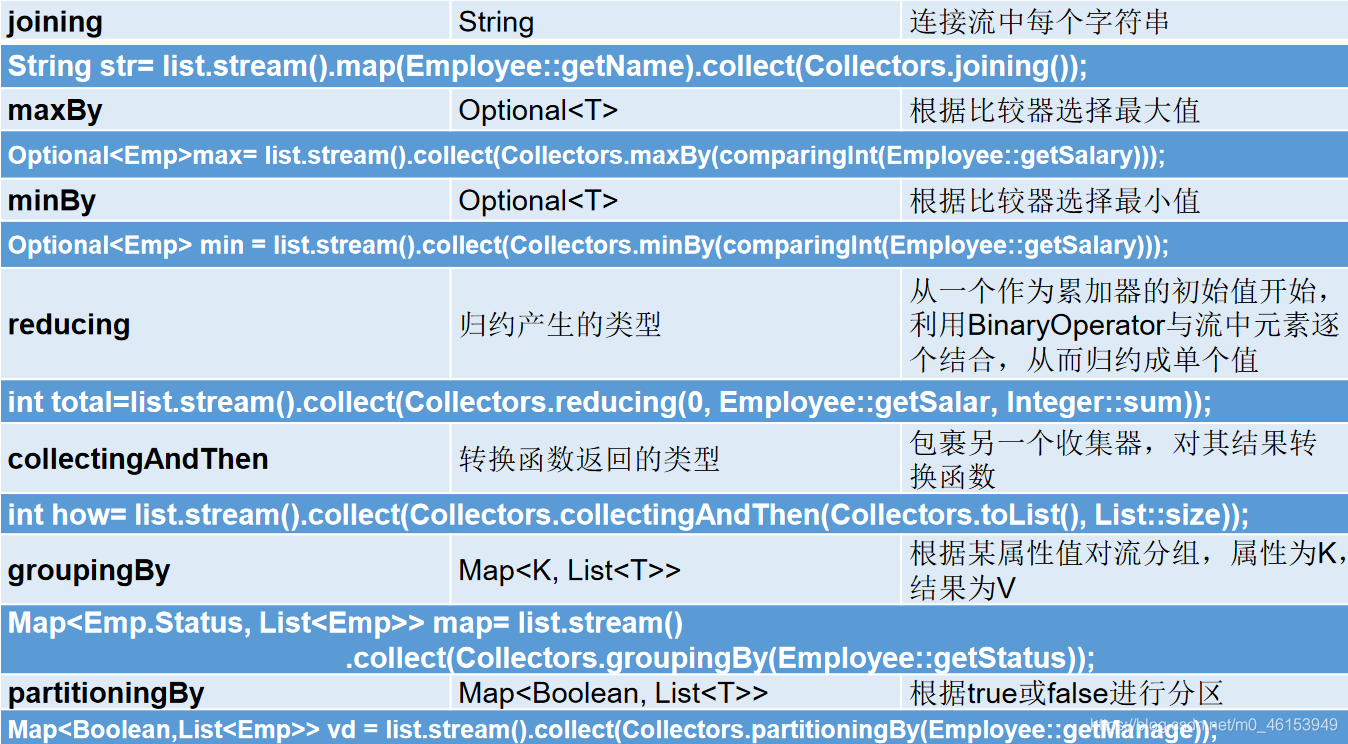 joining String 连接流中每个字符串
String str= list.stream().map(Employee::getName).collect(Collectors.joining());
maxBy Optional<T> 根据比较器选择最大值
Optional<Emp>max= list.stream().collect(Collectors.maxBy(comparingInt(Employee::getSalary)));
minBy Optional<T> 根据比较器选择最小值
Optional<Emp> min = list.stream().collect(Collectors.minBy(comparingInt(Employee::getSalary)));
reducing 归约产生的类型 从一个作为累加器的初始值开始，
利用BinaryOperator与流中元素逐
个结合，从而归约成单个值
int total=list.stream().collect(Collectors.reducing(0, Employee::getSalar, Integer::sum));
collectingAndThen 转换函数返回的类型 包裹另一个收集器，对其结果转
换函数
int how= list.stream().collect(Collectors.collectingAndThen(Collectors.toList(), List::size));
groupingBy Map<K, List<T>> 根据某属性值对流分组，属性为K，
结果为V
Map<Emp.Status, List<Emp>> map= list.stream()
.collect(Collectors.groupingBy(Employee::getStatus));
partitioningBy Map<Boolean, List<T>> 根据true或false进行分区
Map<Boolean,List<Emp>> vd = list.stream().collect(Collectors.partitioningBy(Employee::getManage));
https://blog.csdn.net/m0_46153949